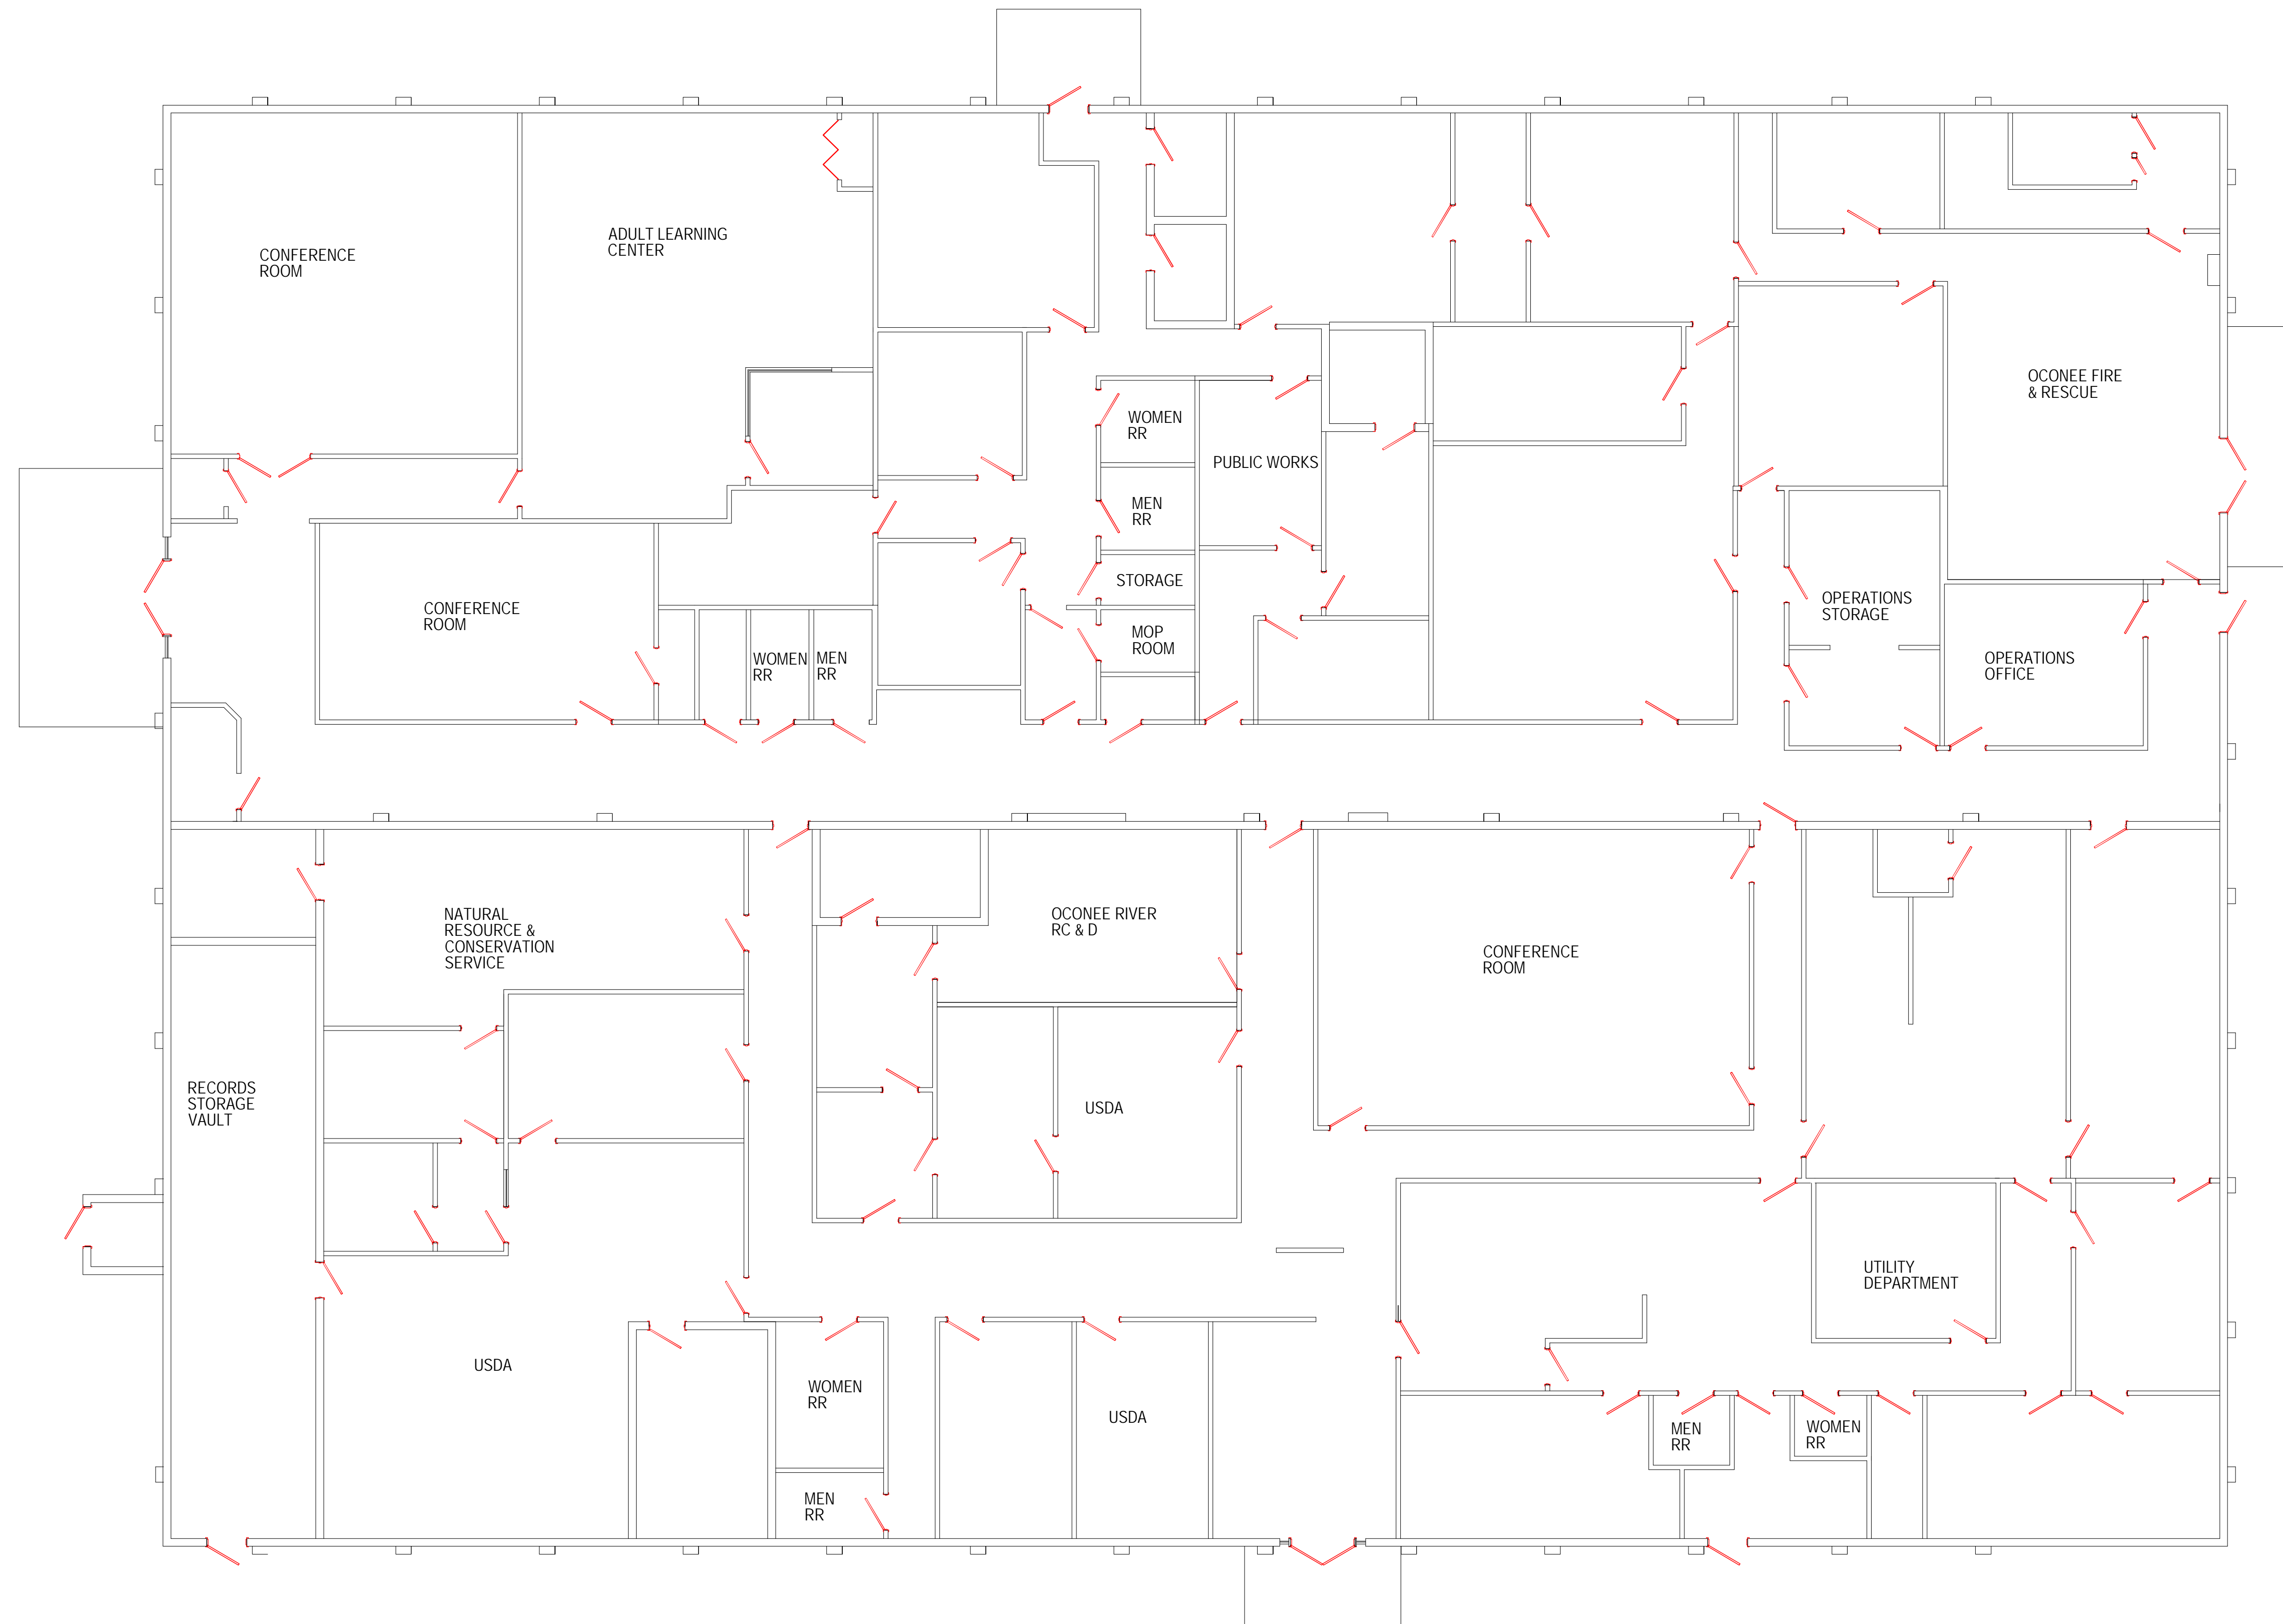 ADULT LEARNING
CENTER
CONFERENCE
ROOM
OCONEE FIRE
& RESCUE
WOMEN
RR
PUBLIC WORKS
MEN
RR
STORAGE
OPERATIONS
STORAGE
CONFERENCE
ROOM
MOP
ROOM
WOMEN
RR
MEN
RR
OPERATIONS
OFFICE
NATURAL
RESOURCE &
CONSERVATION
SERVICE
OCONEE RIVER
RC & D
CONFERENCE
ROOM
RECORDS
STORAGE
VAULT
USDA
UTILITY
DEPARTMENT
USDA
WOMEN
RR
USDA
MEN
RR
WOMEN
RR
MEN
RR